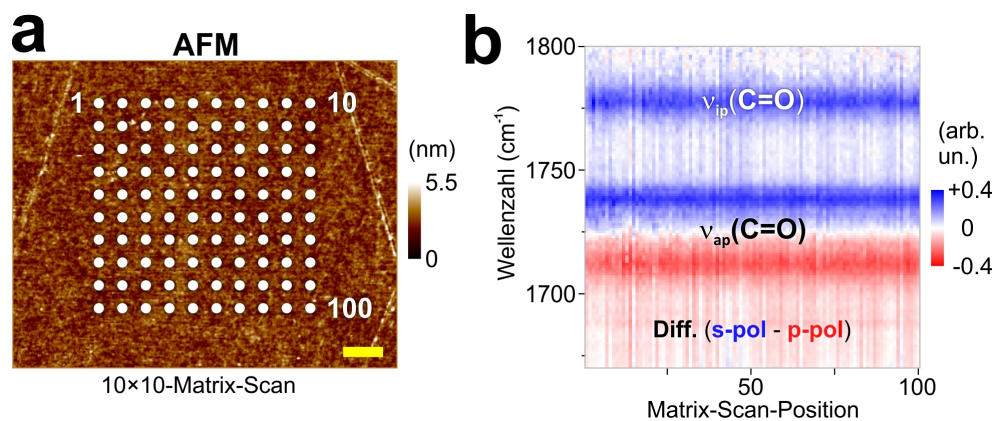 a
AFM
1
10
100
(nm)
5.5
0
10×10-Matrix-Scan
b
Wellenzahl (cm⁻¹)
1800
1750
1700
νip(C=O)
νap(C=O)
Diff. (s-pol - p-pol)
50
100
Matrix-Scan-Position
(arb.
un.)
+0.4
0
-0.4